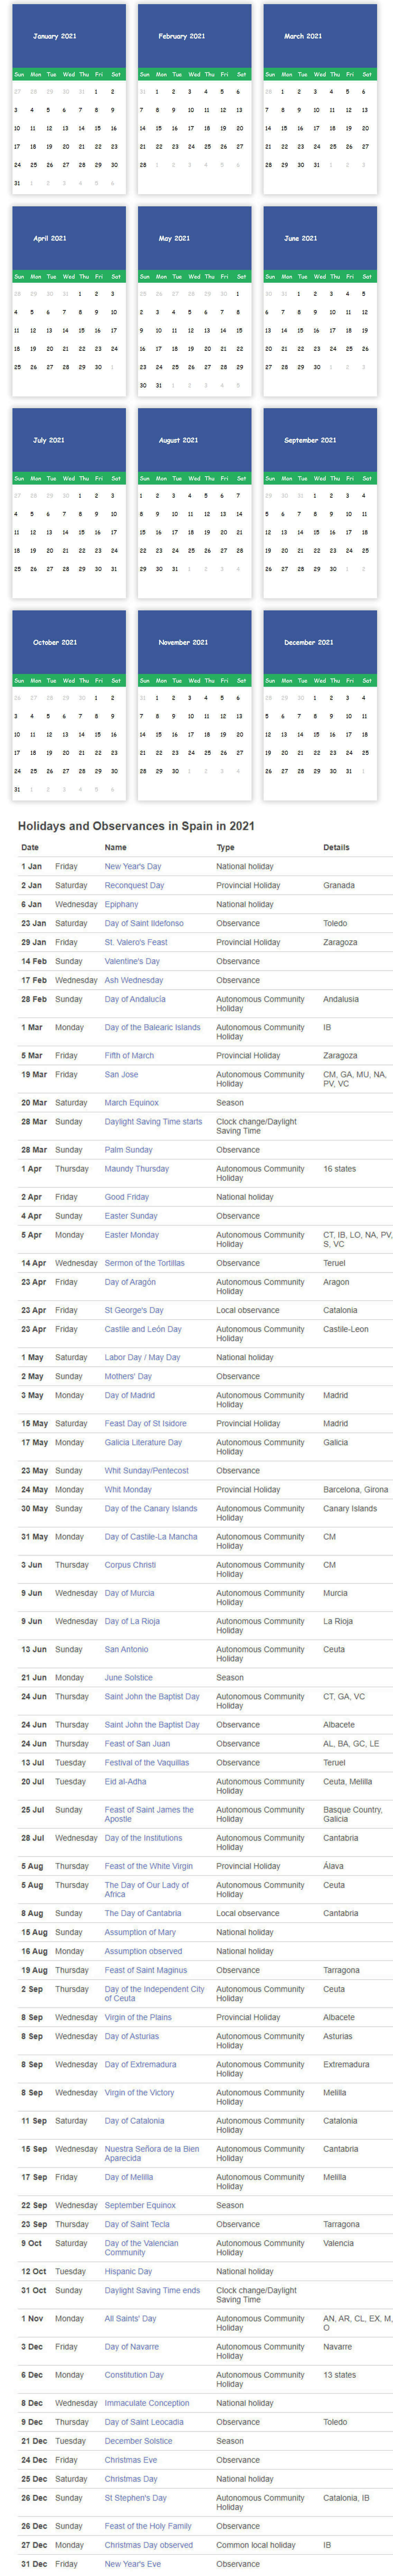 January 2021
Sun Mon Tue Wed Thu Fri Sat
27 28 29 30 31 1 2
3 4 5 6 7 8 9
10 11 12 13 14 15 16
17 18 19 20 21 22 23
24 25 26 27 28 29 30
31 1 2 3 4 5 6
February 2021
Sun Mon Tue Wed Thu Fri Sat
31 1 2 3 4 5 6
7 8 9 10 11 12 13
14 15 16 17 18 19 20
21 22 23 24 25 26 27
28 1 2 3 4 5 6
March 2021
Sun Mon Tue Wed Thu Fri Sat
28 1 2 3 4 5 6
7 8 9 10 11 12 13
14 15 16 17 18 19 20
21 22 23 24 25 26 27
28 29 30 31 1 2 3
April 2021
Sun Mon Tue Wed Thu Fri Sat
28 29 30 31 1 2 3
4 5 6 7 8 9 10
11 12 13 14 15 16 17
18 19 20 21 22 23 24
25 26 27 28 29 30 1
May 2021
Sun Mon Tue Wed Thu Fri Sat
25 26 27 28 29 30 1
2 3 4 5 6 7 8
9 10 11 12 13 14 15
16 17 18 19 20 21 22
23 24 25 26 27 28 29
30 31 1 2 3 4 5
June 2021
Sun Mon Tue Wed Thu Fri Sat
30 31 1 2 3 4 5
6 7 8 9 10 11 12
13 14 15 16 17 18 19
20 21 22 23 24 25 26
27 28 29 30 1 2 3
July 2021
Sun Mon Tue Wed Thu Fri Sat
27 28 29 30 1 2 3
4 5 6 7 8 9 10
11 12 13 14 15 16 17
18 19 20 21 22 23 24
25 26 27 28 29 30 31
August 2021
Sun Mon Tue Wed Thu Fri Sat
1 2 3 4 5 6 7
8 9 10 11 12 13 14
15 16 17 18 19 20 21
22 23 24 25 26 27 28
29 30 31 1 2 3 4
September 2021
Sun Mon Tue Wed Thu Fri Sat
29 30 31 1 2 3 4
5 6 7 8 9 10 11
12 13 14 15 16 17 18
19 20 21 22 23 24 25
26 27 28 29 30 1 2
October 2021
Sun Mon Tue Wed Thu Fri Sat
26 27 28 29 30 1 2
3 4 5 6 7 8 9
10 11 12 13 14 15 16
17 18 19 20 21 22 23
24 25 26 27 28 29 30
31 1 2 3 4 5 6
November 2021
Sun Mon Tue Wed Thu Fri Sat
31 1 2 3 4 5 6
7 8 9 10 11 12 13
14 15 16 17 18 19 20
21 22 23 24 25 26 27
28 29 30 1 2 3 4
December 2021
Sun Mon Tue Wed Thu Fri Sat
28 29 30 1 2 3 4
5 6 7 8 9 10 11
12 13 14 15 16 17 18
19 20 21 22 23 24 25
26 27 28 29 30 31 1
Holidays and Observances in Spain in 2021
Date Name Type Details
1 Jan Friday New Year's Day National holiday
2 Jan Saturday Reconquest Day Provincial Holiday Granada
6 Jan Wednesday Epiphany National holiday
23 Jan Saturday Day of Saint Ildefonso Observance Toledo
29 Jan Friday St. Valero's Feast Provincial Holiday Zaragoza
14 Feb Sunday Valentine's Day Observance
17 Feb Wednesday Ash Wednesday Observance
28 Feb Sunday Day of Andalucía Autonomous Community Andalusia
Holiday
1 Mar Monday Day of the Balearic Islands Autonomous Community IB
Holiday
5 Mar Friday Fifth of March Provincial Holiday Zaragoza
19 Mar Friday San Jose Autonomous Community CM, GA, MU, NA,
Holiday PV, VC
20 Mar Saturday March Equinox Season
28 Mar Sunday Daylight Saving Time starts Clock change/Daylight
Saving Time
28 Mar Sunday Palm Sunday Observance
1 Apr Thursday Maundy Thursday Autonomous Community 16 states
Holiday
2 Apr Friday Good Friday National holiday
4 Apr Sunday Easter Sunday Observance
5 Apr Monday Easter Monday Autonomous Community CT, IB, LO, NA, PV,
Holiday S, VC
14 Apr Wednesday Sermon of the Tortillas Observance Teruel
23 Apr Friday Day of Aragón Autonomous Community Aragon
Holiday
23 Apr Friday St George's Day Local observance Catalonia
23 Apr Friday Castile and León Day Autonomous Community Castile-Leon
Holiday
1 May Saturday Labor Day / May Day National holiday
2 May Sunday Mothers' Day Observance
3 May Monday Day of Madrid Autonomous Community Madrid
Holiday
15 May Saturday Feast Day of St Isidore Provincial Holiday Madrid
17 May Monday Galicia Literature Day Autonomous Community Galicia
Holiday
23 May Sunday Whit Sunday/Pentecost Observance
24 May Monday Whit Monday Provincial Holiday Barcelona, Girona
30 May Sunday Day of the Canary Islands Autonomous Community Canary Islands
Holiday
31 May Monday Day of Castile-La Mancha Autonomous Community CM
Holiday
3 Jun Thursday Corpus Christi Autonomous Community CM
Holiday
9 Jun Wednesday Day of Murcia Autonomous Community Murcia
Holiday
9 Jun Wednesday Day of La Rioja Autonomous Community La Rioja
Holiday
13 Jun Sunday San Antonio Autonomous Community Ceuta
Holiday
21 Jun Monday June Solstice Season
24 Jun Thursday Saint John the Baptist Day Autonomous Community CT, GA, VC
Holiday
24 Jun Thursday Saint John the Baptist Day Observance Albacete
24 Jun Thursday Feast of San Juan Observance AL, BA, GC, LE
13 Jul Tuesday Festival of the Vaquillas Observance Teruel
20 Jul Tuesday Eid al-Adha Autonomous Community Ceuta, Melilla
Holiday
25 Jul Sunday Feast of Saint James the Autonomous Community Basque Country,
Apostle Holiday Galicia
28 Jul Wednesday Day of the Institutions Autonomous Community Cantabria
Holiday
5 Aug Thursday Feast of the White Virgin Provincial Holiday Álava
5 Aug Thursday The Day of Our Lady of Autonomous Community Ceuta
Africa Holiday
8 Aug Sunday The Day of Cantabria Local observance Cantabria
15 Aug Sunday Assumption of Mary National holiday
16 Aug Monday Assumption observed National holiday
19 Aug Thursday Feast of Saint Maginus Observance Tarragona
2 Sep Thursday Day of the Independent City Autonomous Community Ceuta
of Ceuta Holiday
8 Sep Wednesday Virgin of the Plains Provincial Holiday Albacete
8 Sep Wednesday Day of Asturias Autonomous Community Asturias
Holiday
8 Sep Wednesday Day of Extremadura Autonomous Community Extremadura
Holiday
8 Sep Wednesday Virgin of the Victory Autonomous Community Melilla
Holiday
11 Sep Saturday Day of Catalonia Autonomous Community Catalonia
Holiday
15 Sep Wednesday Nuestra Señora de la Bien Autonomous Community Cantabria
Aparecida Holiday
17 Sep Friday Day of Melilla Autonomous Community Melilla
Holiday
22 Sep Wednesday September Equinox Season
23 Sep Thursday Day of Saint Tecla Observance Tarragona
9 Oct Saturday Day of the Valencian Autonomous Community Valencia
Community Holiday
12 Oct Tuesday Hispanic Day National holiday
31 Oct Sunday Daylight Saving Time ends Clock change/Daylight
Saving Time
1 Nov Monday All Saints' Day Autonomous Community AN, AR, CL, EX, M,
Holiday O
3 Dec Friday Day of Navarre Autonomous Community Navarre
Holiday
6 Dec Monday Constitution Day Autonomous Community 13 states
Holiday
8 Dec Wednesday Immaculate Conception National holiday
9 Dec Thursday Day of Saint Leocadia Observance Toledo
21 Dec Tuesday December Solstice Season
24 Dec Friday Christmas Eve Observance
25 Dec Saturday Christmas Day National holiday
26 Dec Sunday St Stephen's Day Autonomous Community Catalonia, IB
Holiday
26 Dec Sunday Feast of the Holy Family Observance
27 Dec Monday Christmas Day observed Common local holiday IB
31 Dec Friday New Year's Eve Observance